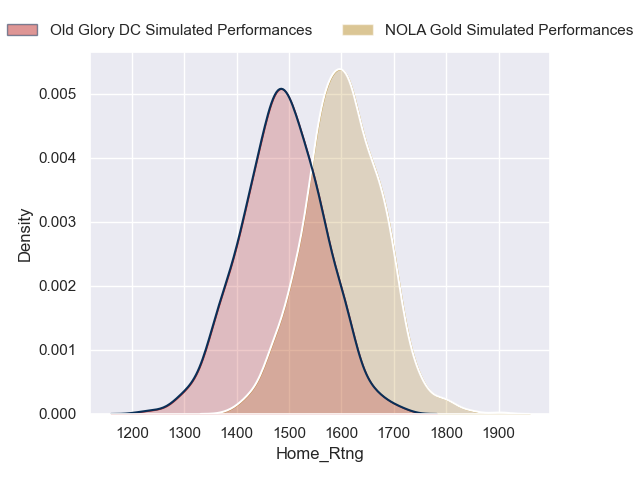 Old Glory DC Simulated Performances NOLA Gold Simulated Performances
0.005
0.004
0.003
0.002
0.001
0.000
Density
1200 1300 1400 1500 1600 1700 1800 1900
Home_Rtng